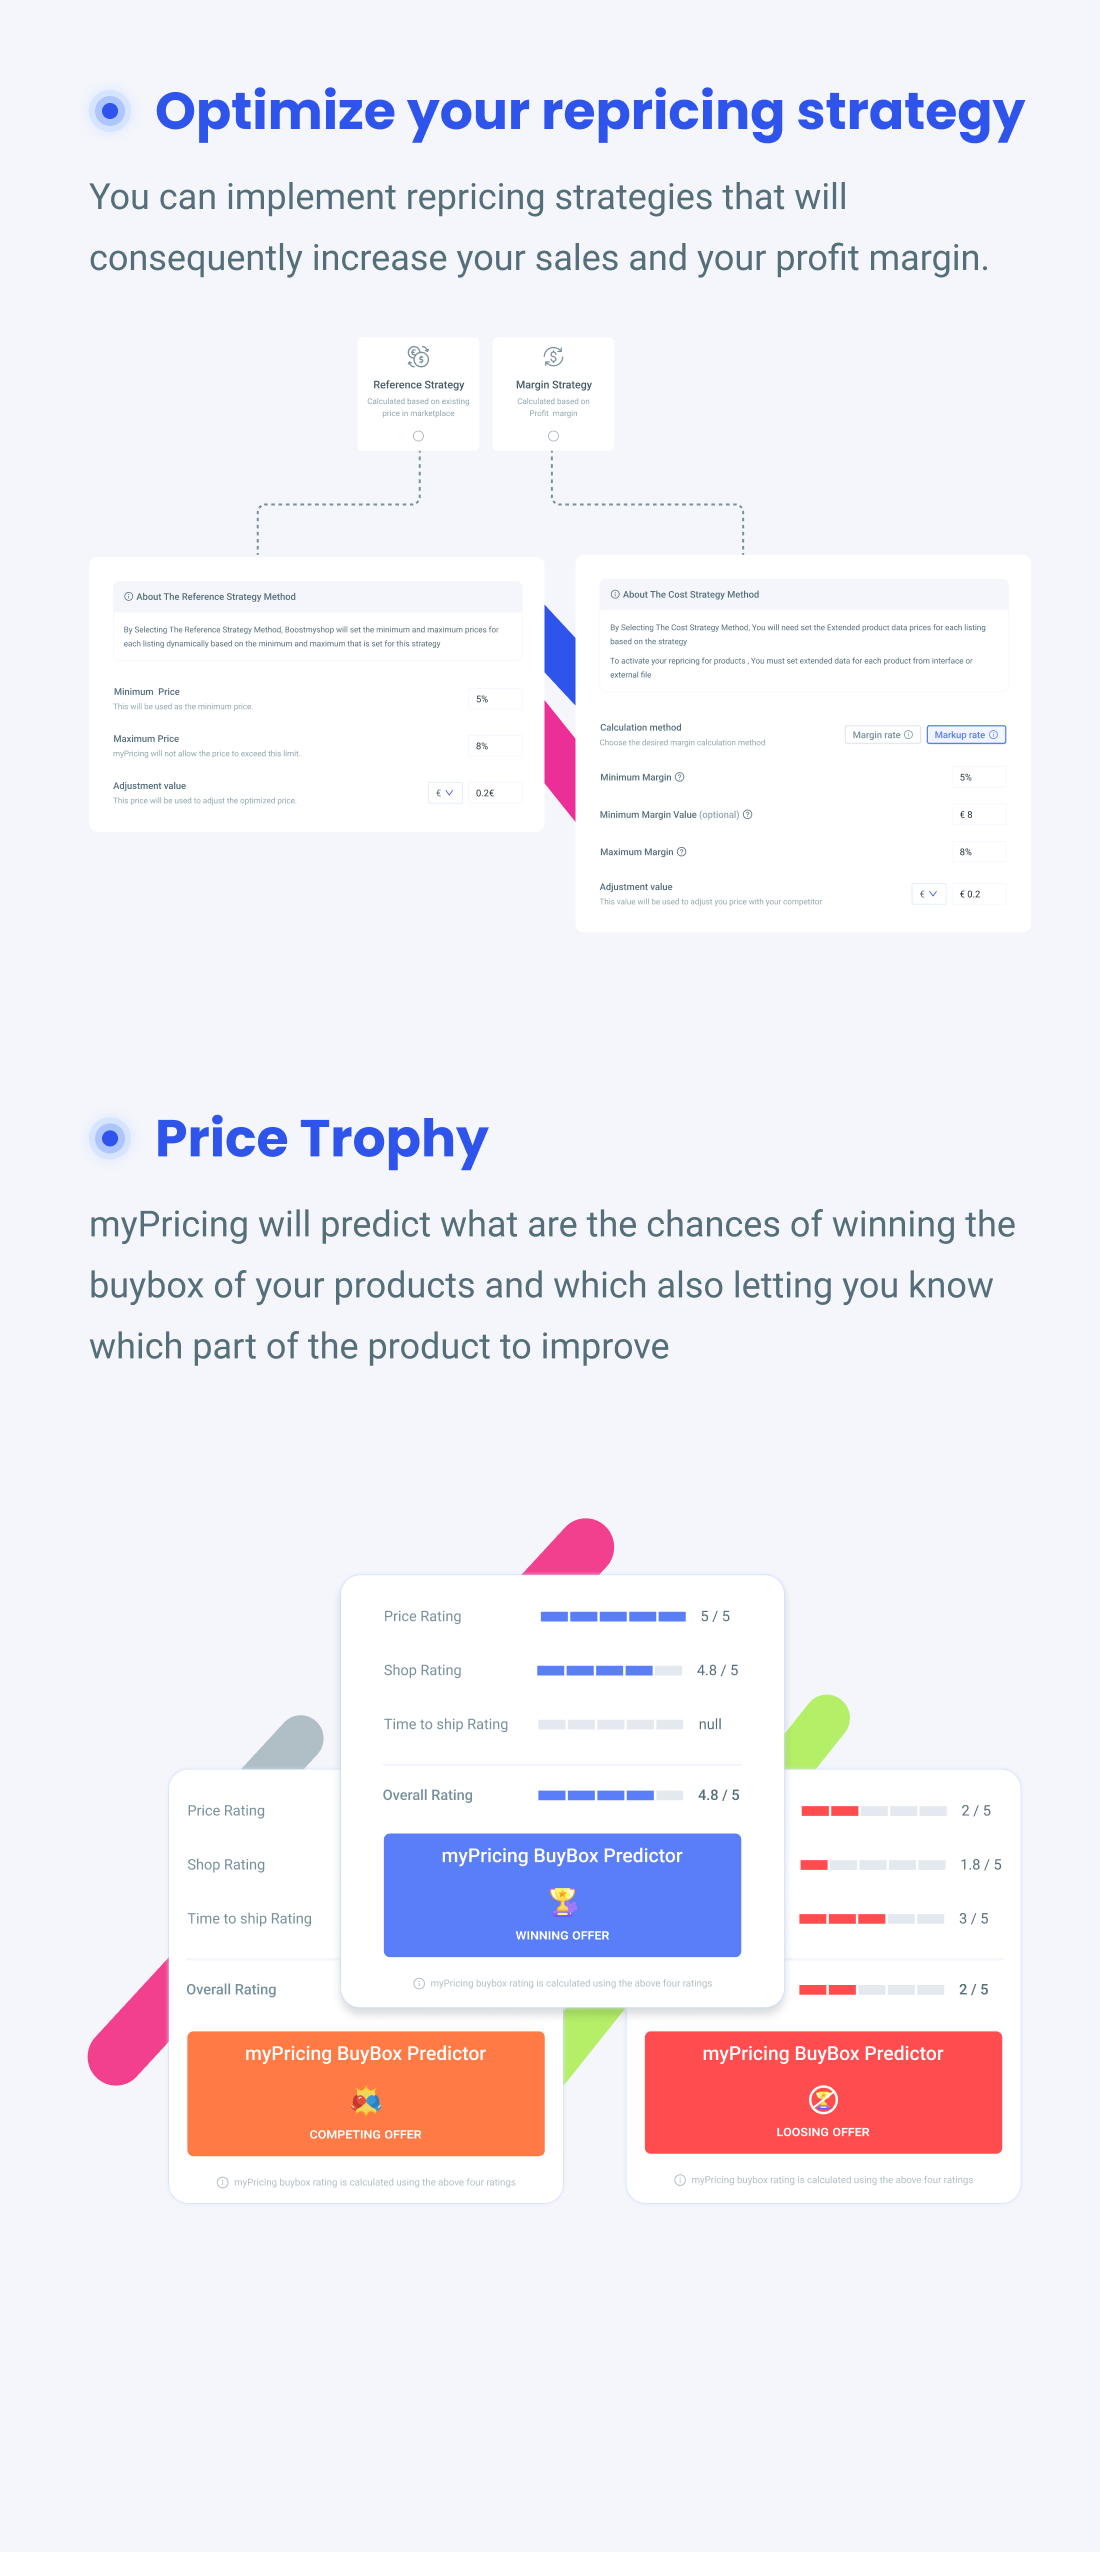 Optimize your repricing strategy
You can implement repricing strategies that will
consequently increase your sales and your profit margin.
Reference Strategy
Calculated based on existing
price in marketplace
Margin Strategy
Calculated based on
Profit margin
About The Reference Strategy Method
By Selecting The Reference Strategy Method, Boostmyshop will set the minimum and maximum prices for
each listing dynamically based on the minimum and maximum that is set for this strategy
Minimum Price
This will be used as the minimum price.
5%
Maximum Price
myPricing will not allow the price to exceed this limit.
8%
Adjustment value
This price will be used to adjust the optimized price.
€
0.2€
About The Cost Strategy Method
By Selecting The Cost Strategy Method, You will need set the Extended product data prices for each listing
based on the strategy
To activate your repricing for products , You must set extended data for each product from interface or
external file
Calculation method
Choose the desired margin calculation method
Margin rate
Markup rate
Minimum Margin
5%
Minimum Margin Value (optional)
€ 8
Maximum Margin
8%
Adjustment value
This value will be used to adjust you price with your competitor
€
€ 0.2
Price Trophy
myPricing will predict what are the chances of winning the
buybox of your products and which also letting you know
which part of the product to improve
Price Rating 5 / 5
Shop Rating 4.8 / 5
Time to ship Rating null
Overall Rating 4.8 / 5
myPricing BuyBox Predictor
WINNING OFFER
myPricing buybox rating is calculated using the above four ratings
Price Rating
Shop Rating
Time to ship Rating
Overall Rating
myPricing BuyBox Predictor
COMPETING OFFER
myPricing buybox rating is calculated using the above four ratings
2 / 5
1.8 / 5
3 / 5
2 / 5
myPricing BuyBox Predictor
LOOSING OFFER
myPricing buybox rating is calculated using the above four ratings